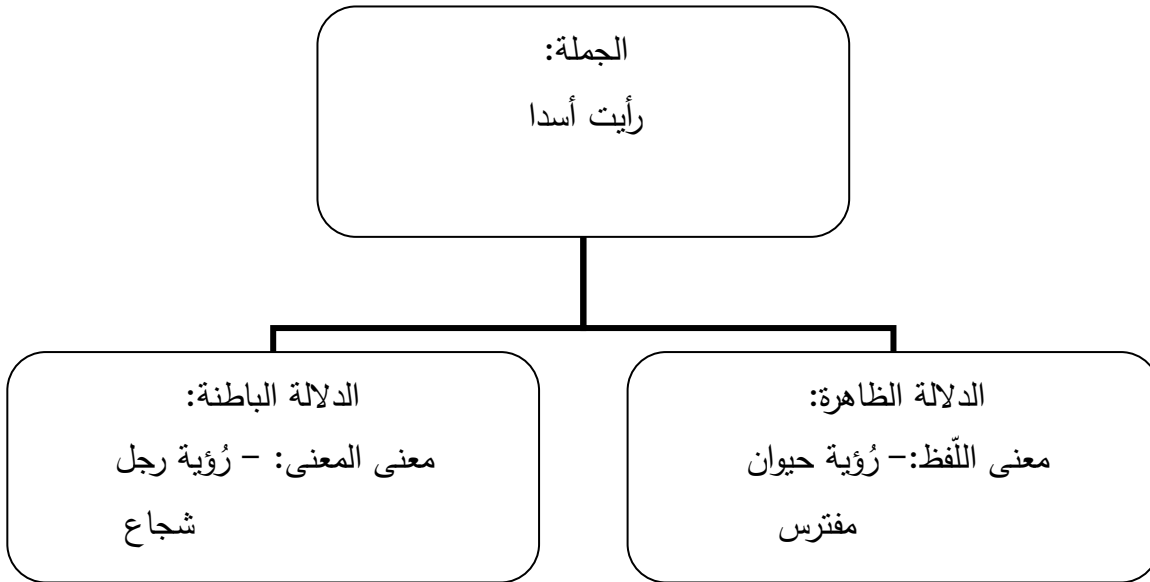 الجملة:
رأيت أسدا
الدلالة الظاهرة:
معنى اللّفظ:– رُؤية حيوان
مفترس
الدلالة الباطنة:
معنى المعنى: – رُؤية رجل
شجاع